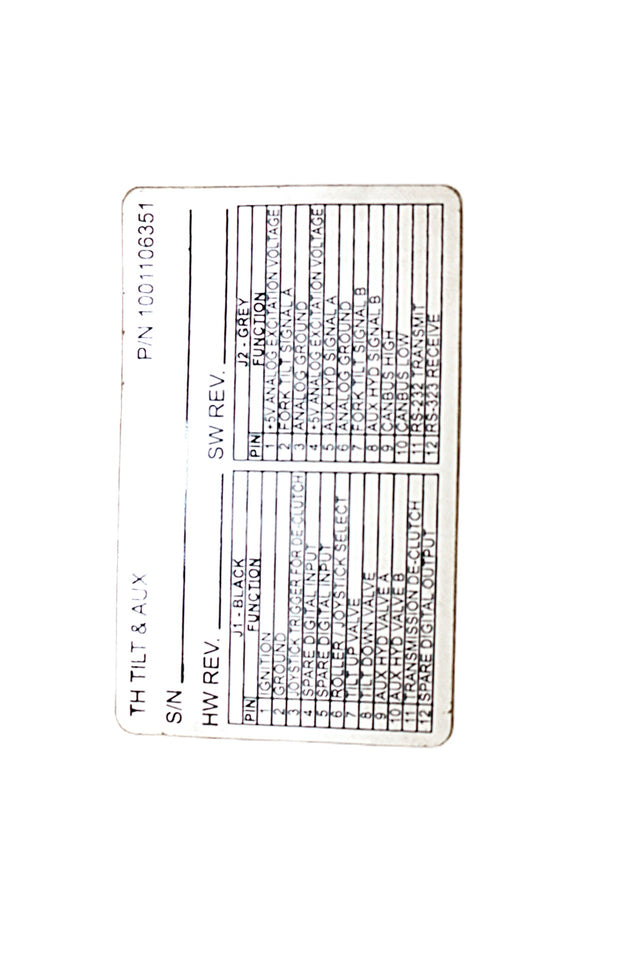 TH TILT & AUX P/N 1001106351
S/N
HW REV. SW REV.
J1 - BLACK
PIN FUNCTION
1 IGNITION
2 GROUND
3 JOYSTICK TRIGGER FOR DE-CLUTCH
4 SPARE DIGITAL INPUT
5 SPARE DIGITAL INPUT
6 ROLLER / JOYSTICK SELECT
7 TILT UP VALVE
8 TILT DOWN VALVE
9 AUX HYD VALVE A
10 AUX HYD VALVE B
11 TRANSMISSION DE-CLUTCH
12 SPARE DIGITAL OUTPUT
J2 - GREY
PIN FUNCTION
1 +5V ANALOG EXCITATION VOLTAGE
2 FORK TILT SIGNAL A
3 ANALOG GROUND
4 +5V ANALOG EXCITATION VOLTAGE
5 AUX HYD SIGNAL A
6 ANALOG GROUND
7 FORK TILT SIGNAL B
8 AUX HYD SIGNAL B
9 CANBUS HIGH
10 CANBUS LOW
11 RS-232 TRANSMIT
12 RS-323 RECEIVE